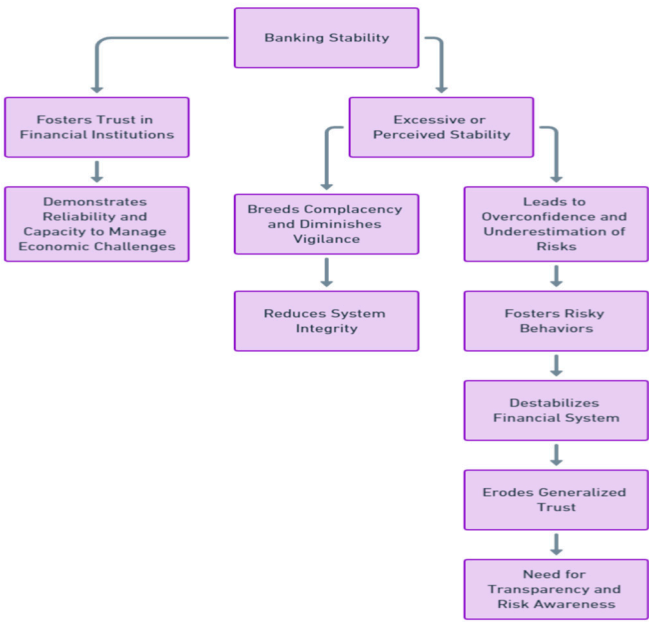 Banking Stability
Fosters Trust in
Financial Institutions
Excessive or
Perceived Stability
Demonstrates
Reliability and
Capacity to Manage
Economic Challenges
Breeds Complacency
and Diminishes
Vigilance
Leads to
Overconfidence and
Underestimation of
Risks
Reduces System
Integrity
Fosters Risky
Behaviors
Destabilizes
Financial System
Erodes Generalized
Trust
Need for
Transparency and
Risk Awareness